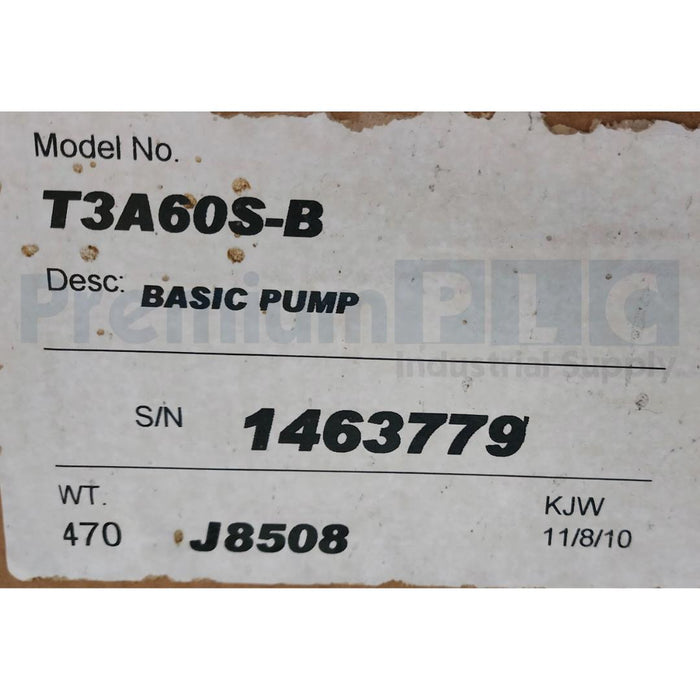 Model No.
T3A60S-B
Desc: BASIC PUMP
PremiumPLC
Industrial Supply
S/N 1463779
WT. KJW
470 J8508 11/8/10